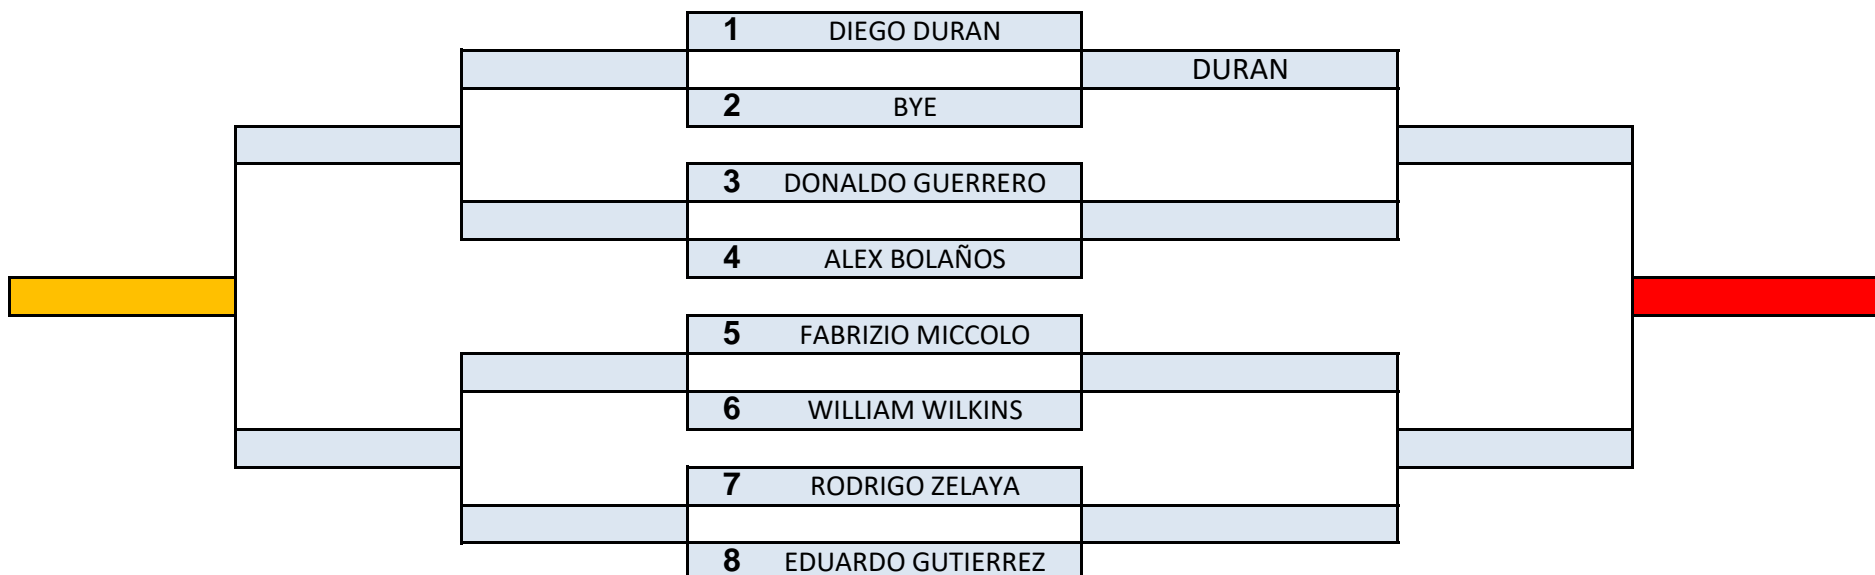 1 DIEGO DURAN
DURAN
2 BYE
3 DONALDO GUERRERO
4 ALEX BOLAÑOS
5 FABRIZIO MICCOLO
6 WILLIAM WILKINS
7 RODRIGO ZELAYA
8 EDUARDO GUTIERREZ